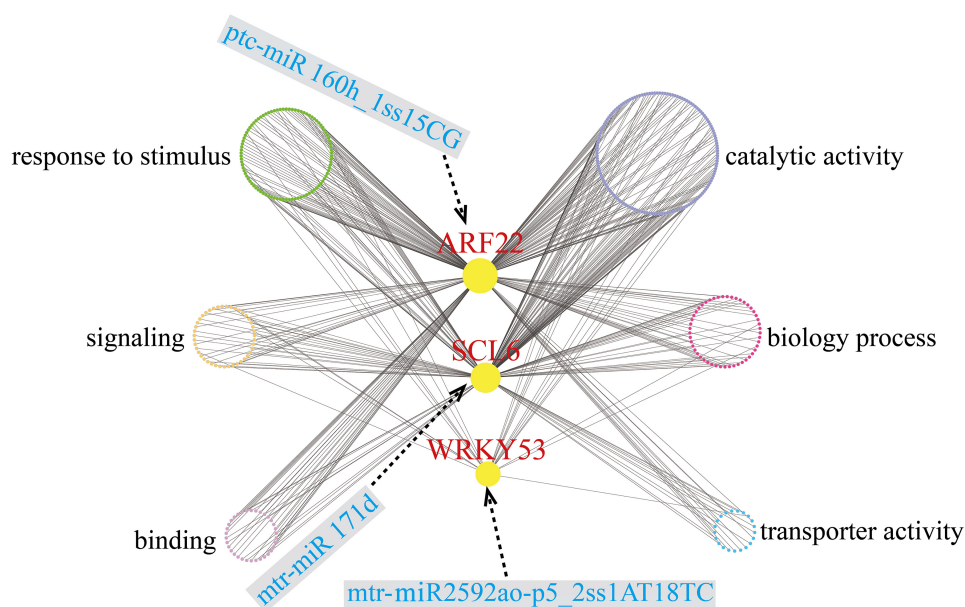 ptc-miR 160h_1ss15CG
response to stimulus
catalytic activity
ARF22
signaling
biology process
SCL6
WRKY53
binding
mtr-miR 171d
transporter activity
mtr-miR2592ao-p5_2ss1AT18TC